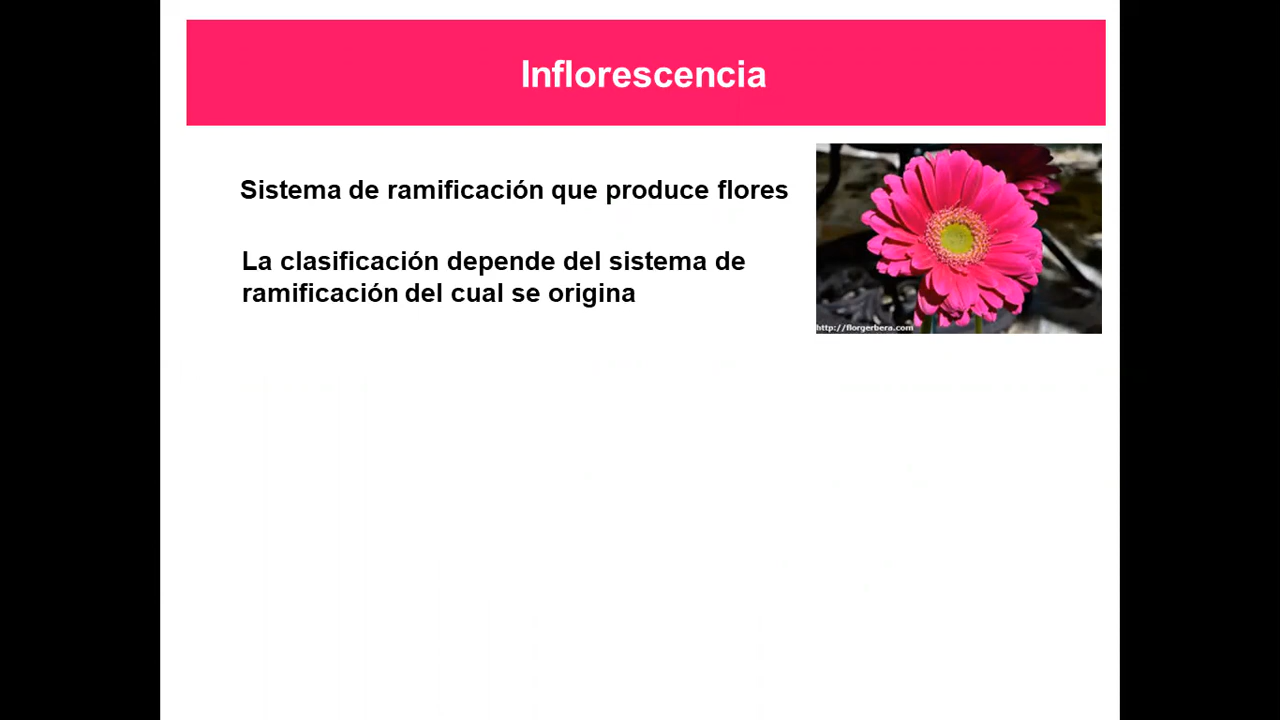 Inflorescencia
Sistema de ramificación que produce flores
La clasificación depende del sistema de
ramificación del cual se origina
http://florgerbera.com